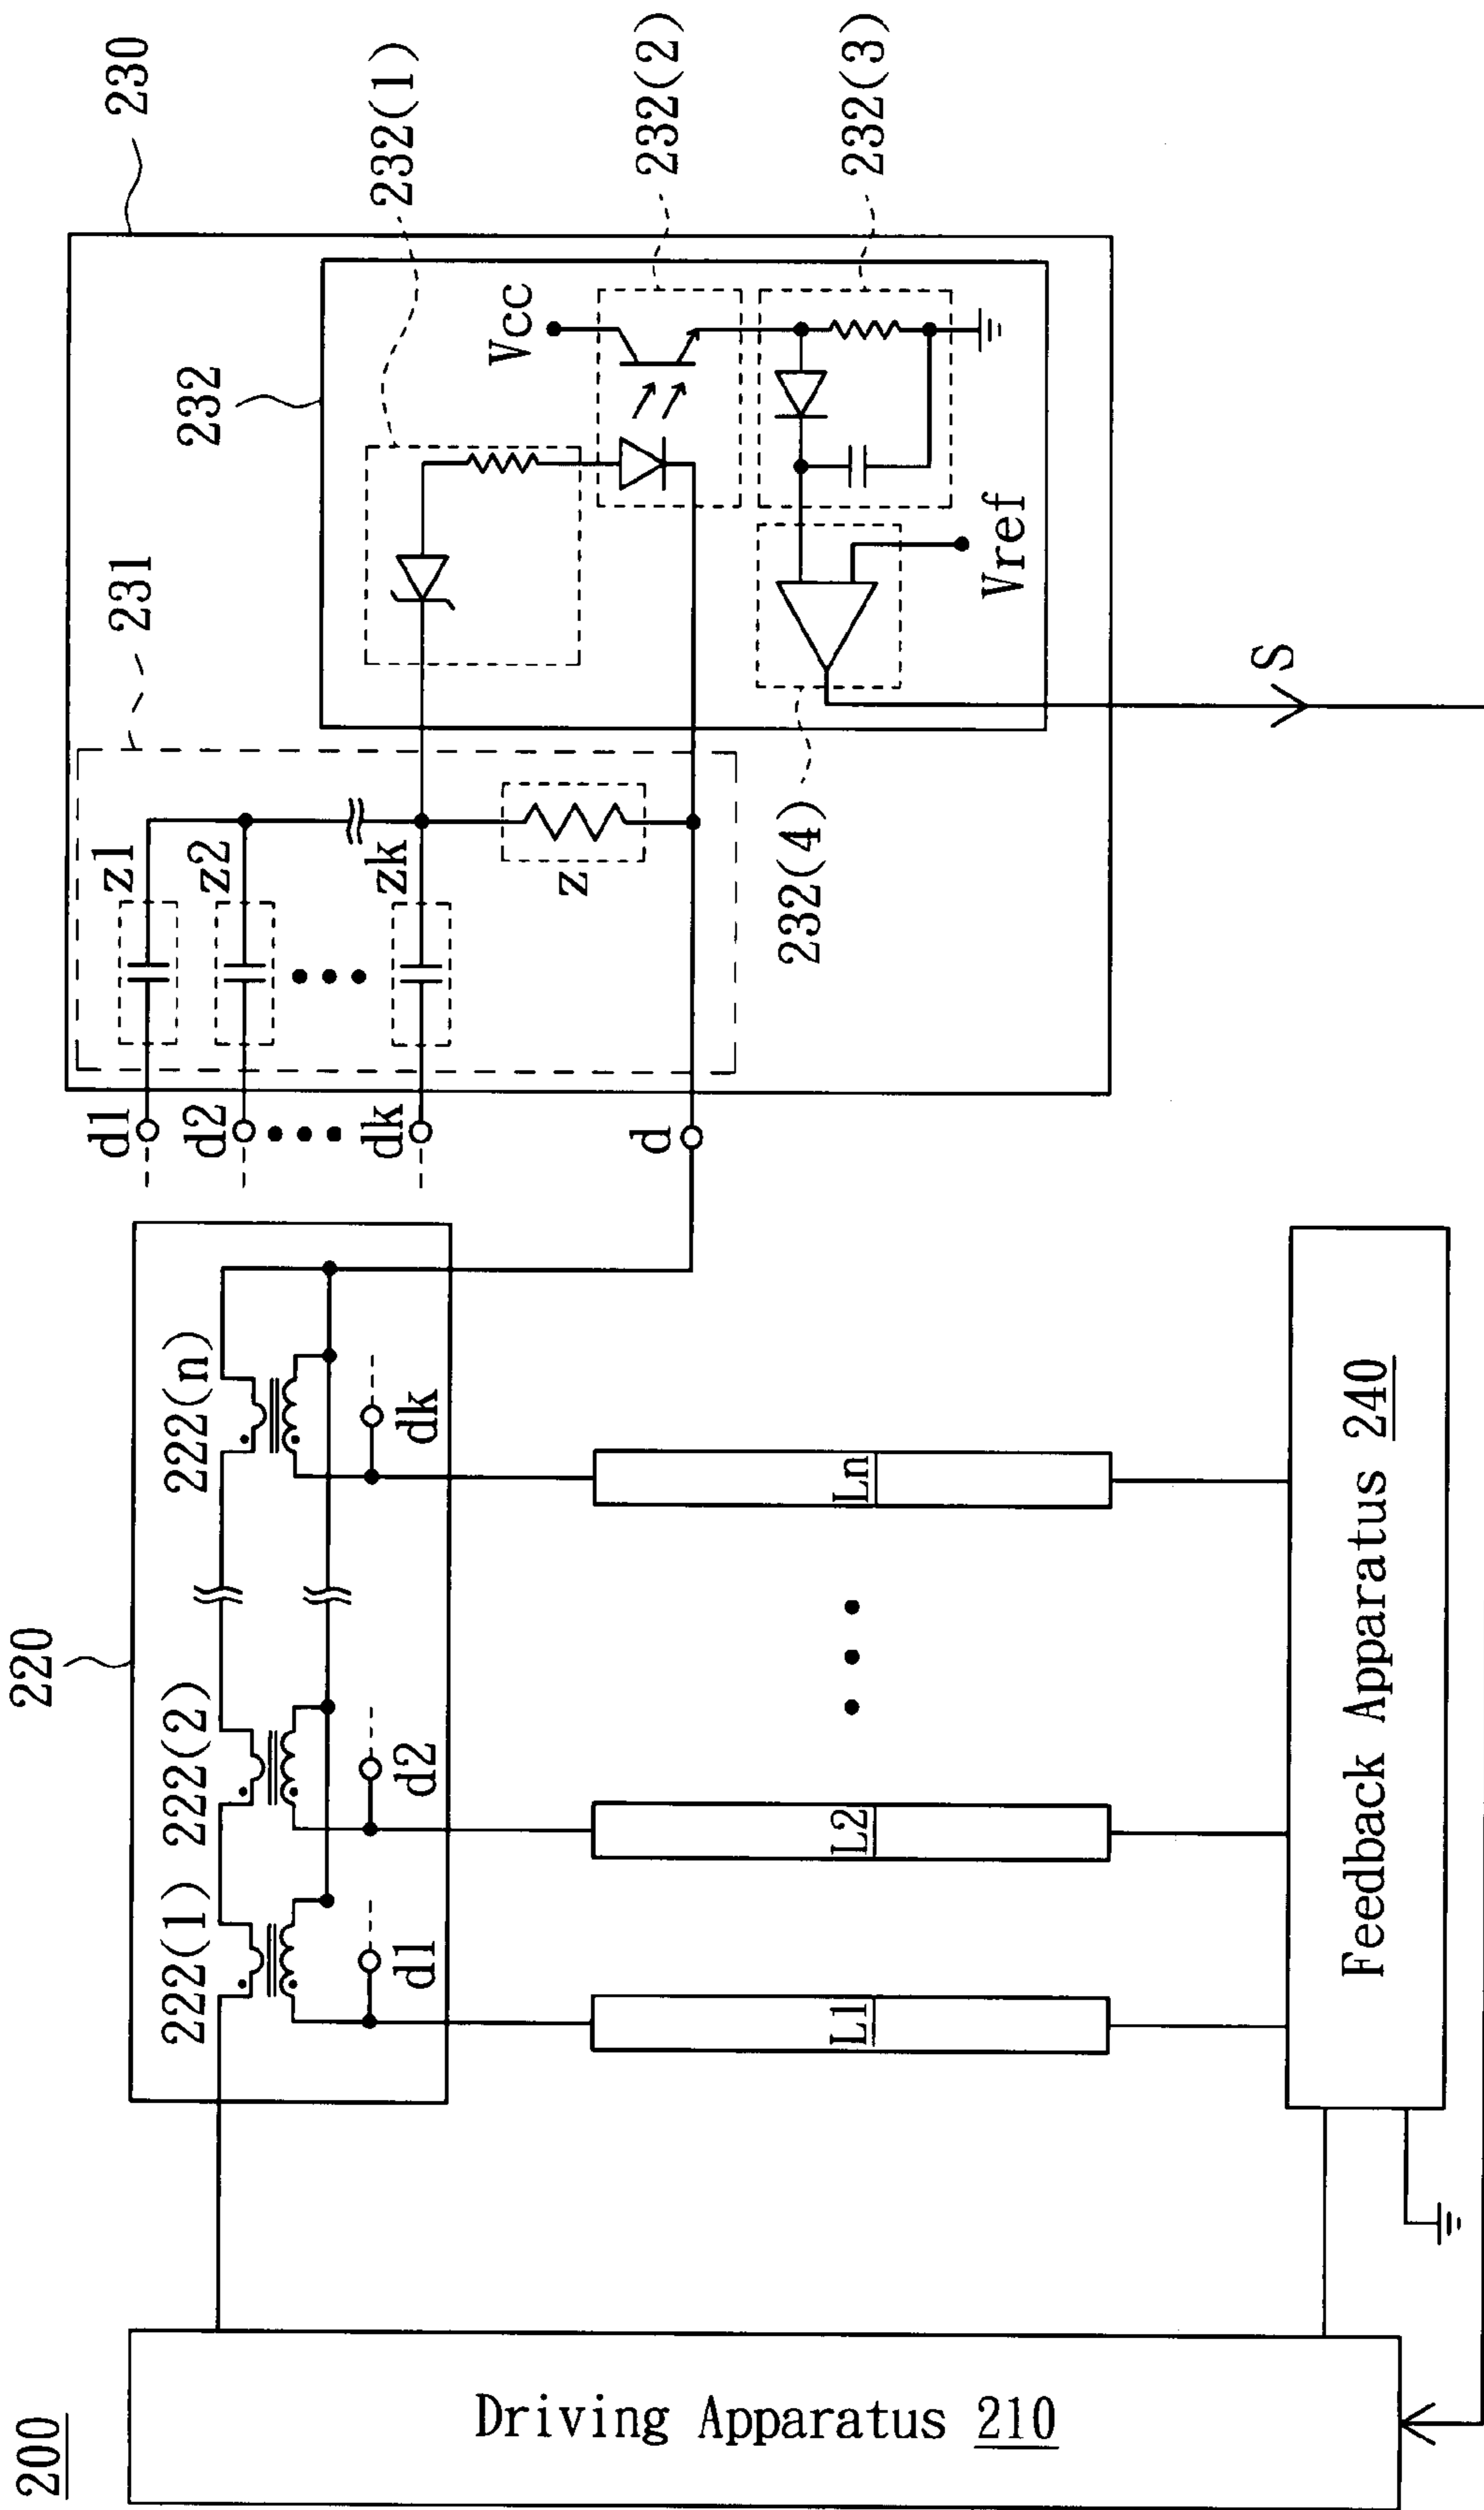 200
220
230
222(1)
222(2)
222(n)
d1
d2
dk
231
z1
z2
zk
z
d1
d2
dk
d
232
232(1)
Vcc
232(2)
232(3)
232(4)
Vref
S
L1
L2
Ln
Driving Apparatus 210
Feedback Apparatus 240